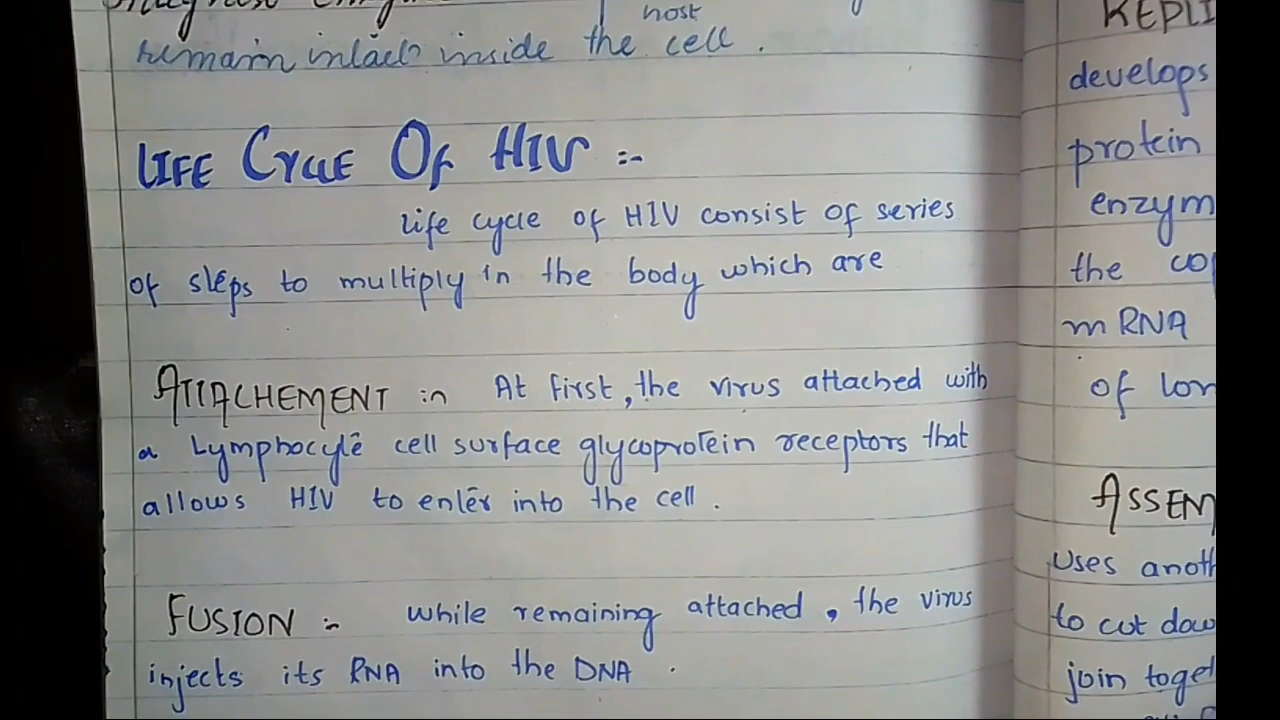 host
remain intact inside the cell.
LIFE CYCLE OF HIV :-
life cycle of HIV consist of series
of steps to multiply in the body which are
ATTACHEMENT :- At first, the virus attached with
a Lymphocyte cell surface glycoprotein receptors that
allows HIV to enter into the cell.
FUSION :- while remaining attached, the virus
injects its RNA into the DNA.
REPLI
develops
protein
enzym
the co
mRNA
of lon
ASSEM
Uses anoth
to cut dow
join toget